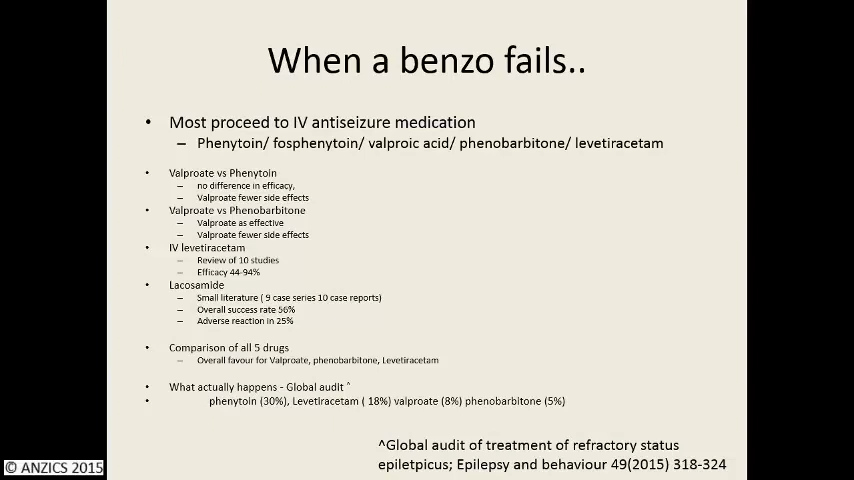 When a benzo fails..
• Most proceed to IV antiseizure medication
– Phenytoin/ fosphenytoin/ valproic acid/ phenobarbitone/ levetiracetam
• Valproate vs Phenytoin
– no difference in efficacy,
– Valproate fewer side effects
• Valproate vs Phenobarbitone
– Valproate as effective
– Valproate fewer side effects
• IV levetiracetam
– Review of 10 studies
– Efficacy 44-94%
• Lacosamide
– Small literature ( 9 case series 10 case reports)
– Overall success rate 56%
– Adverse reaction in 25%
• Comparison of all 5 drugs
– Overall favour for Valproate, phenobarbitone, Levetiracetam
• What actually happens - Global audit ^
• phenytoin (30%), Levetiracetam ( 18%) valproate (8%) phenobarbitone (5%)
^Global audit of treatment of refractory status
epiletpicus; Epilepsy and behaviour 49(2015) 318-324
© ANZICS 2015